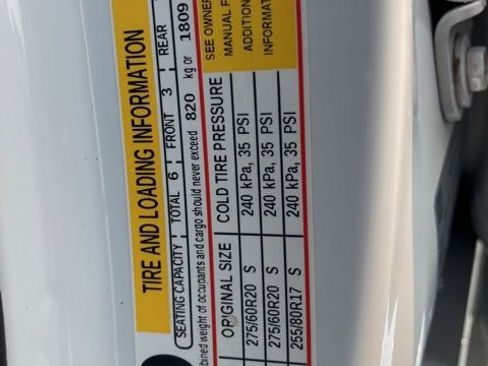 TIRE AND LOADING INFORMATION
SEATING CAPACITY TOTAL 6 FRONT 3 REAR
bined weight of occupants and cargo should never exceed 820 kg or 1809
ORIGINAL SIZE COLD TIRE PRESSURE SEE OWNER
MANUAL F
275/60R20 S 240 kPa, 35 PSI ADDITION
275/60R20 S 240 kPa, 35 PSI INFORMAT
255/80R17 S 240 kPa, 35 PSI